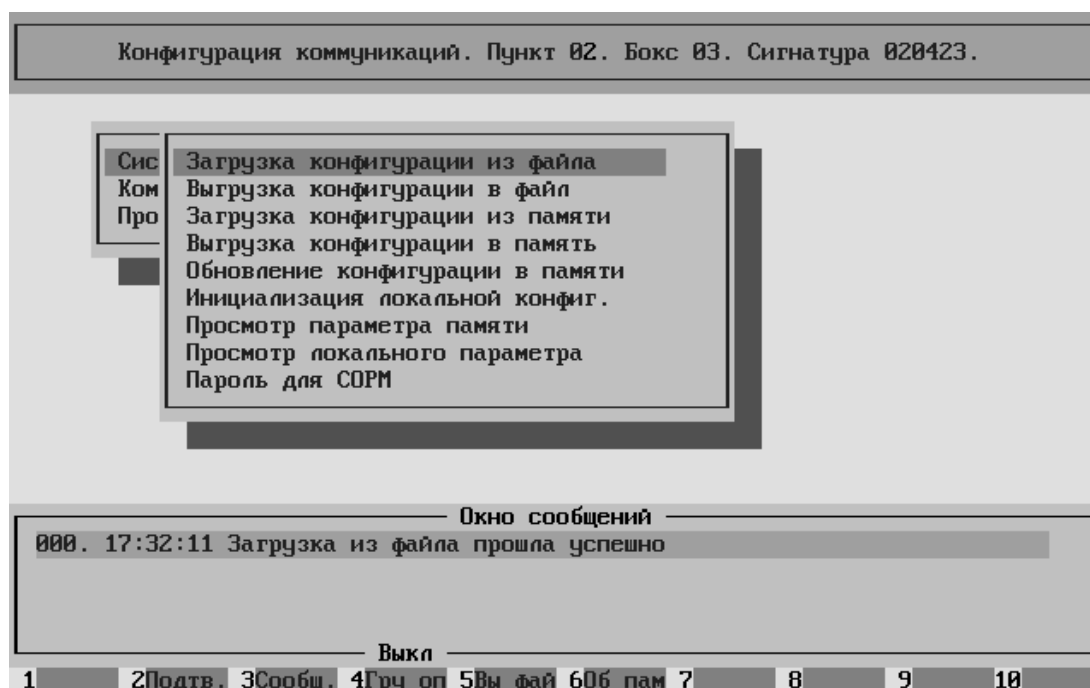 Конфигурация коммуникаций. Пункт 02. Бокс 03. Сигнатура 020423.
Сис Загрузка конфигурации из файла
Ком Выгрузка конфигурации в файл
Про Загрузка конфигурации из памяти
Выгрузка конфигурации в память
Обновление конфигурации в памяти
Инициализация локальной конфиг.
Просмотр параметра памяти
Просмотр локального параметра
Пароль для СОРМ
Окно сообщений
000. 17:32:11 Загрузка из файла прошла успешно
Выкл
1 2Подтв. 3Сообщ. 4Гру оп 5Вы фай 6Об пам 7 8 9 10